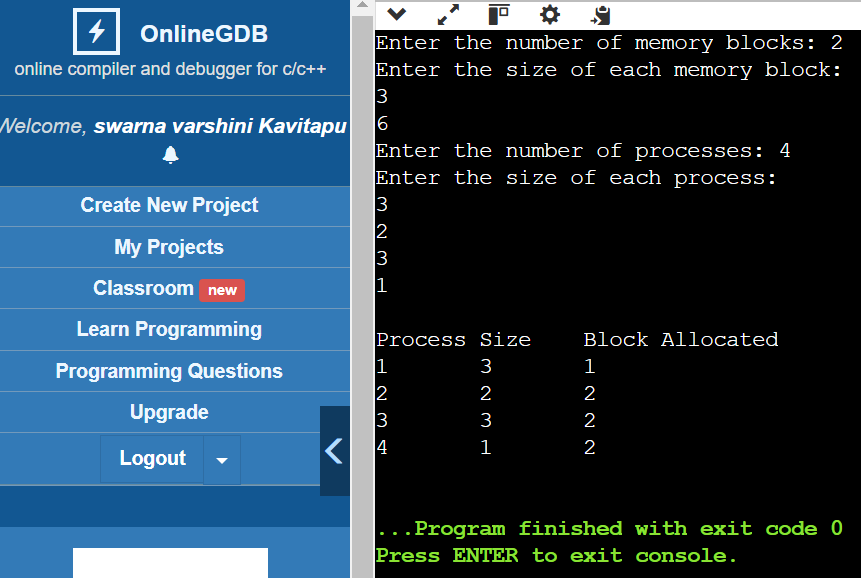 OnlineGDB
online compiler and debugger for c/c++
Welcome, swarna varshini Kavitapu
Create New Project
My Projects
Classroom new
Learn Programming
Programming Questions
Upgrade
Logout
Enter the number of memory blocks: 2
Enter the size of each memory block:
3
6
Enter the number of processes: 4
Enter the size of each process:
3
2
3
1
Process Size Block Allocated
1 3 1
2 2 2
3 3 2
4 1 2
...Program finished with exit code 0
Press ENTER to exit console.